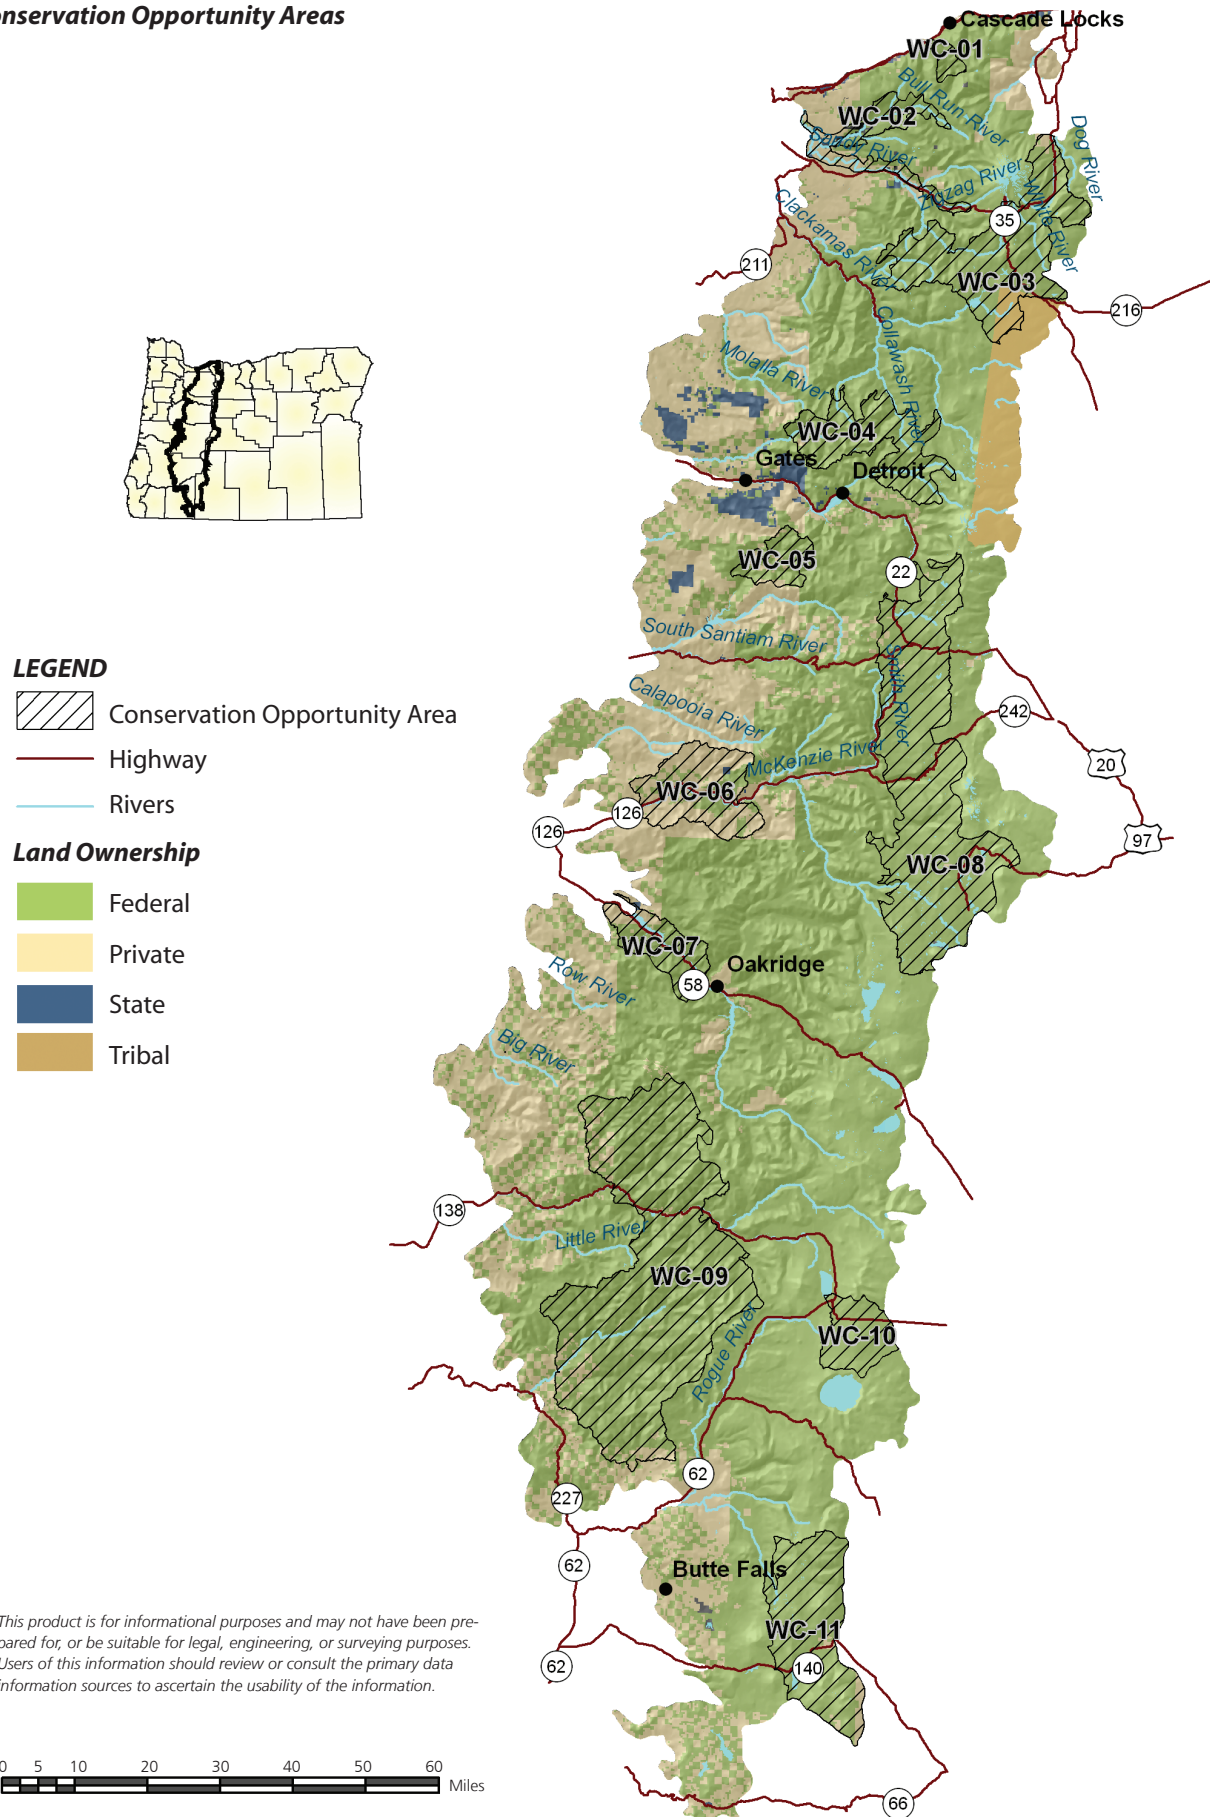 nservation Opportunity Areas
Cascade Locks
WC-01
Bull Run River
WC-02
Dog River
Sandy River
Zigzag River
White River
Clackamas River
35
211
WC-03
216
Collawash River
Molalla River
WC-04
Gates
Detroit
WC-05
22
South Santiam River
Smith River
LEGEND
Calapooia River
Conservation Opportunity Area
242
Highway
McKenzie River
20
WC-06
Rivers
126
126
97
Land Ownership
WC-08
Federal
WC-07
Private
Oakridge
Row River
58
State
Big River
Tribal
138
Little River
WC-09
WC-10
Rogue River
62
227
62
Butte Falls
This product is for informational purposes and may not have been pre-
pared for, or be suitable for legal, engineering, or surveying purposes.
Users of this information should review or consult the primary data
information sources to ascertain the usability of the information.
WC-11
62
140
0 5 10 20 30 40 50 60
Miles
66